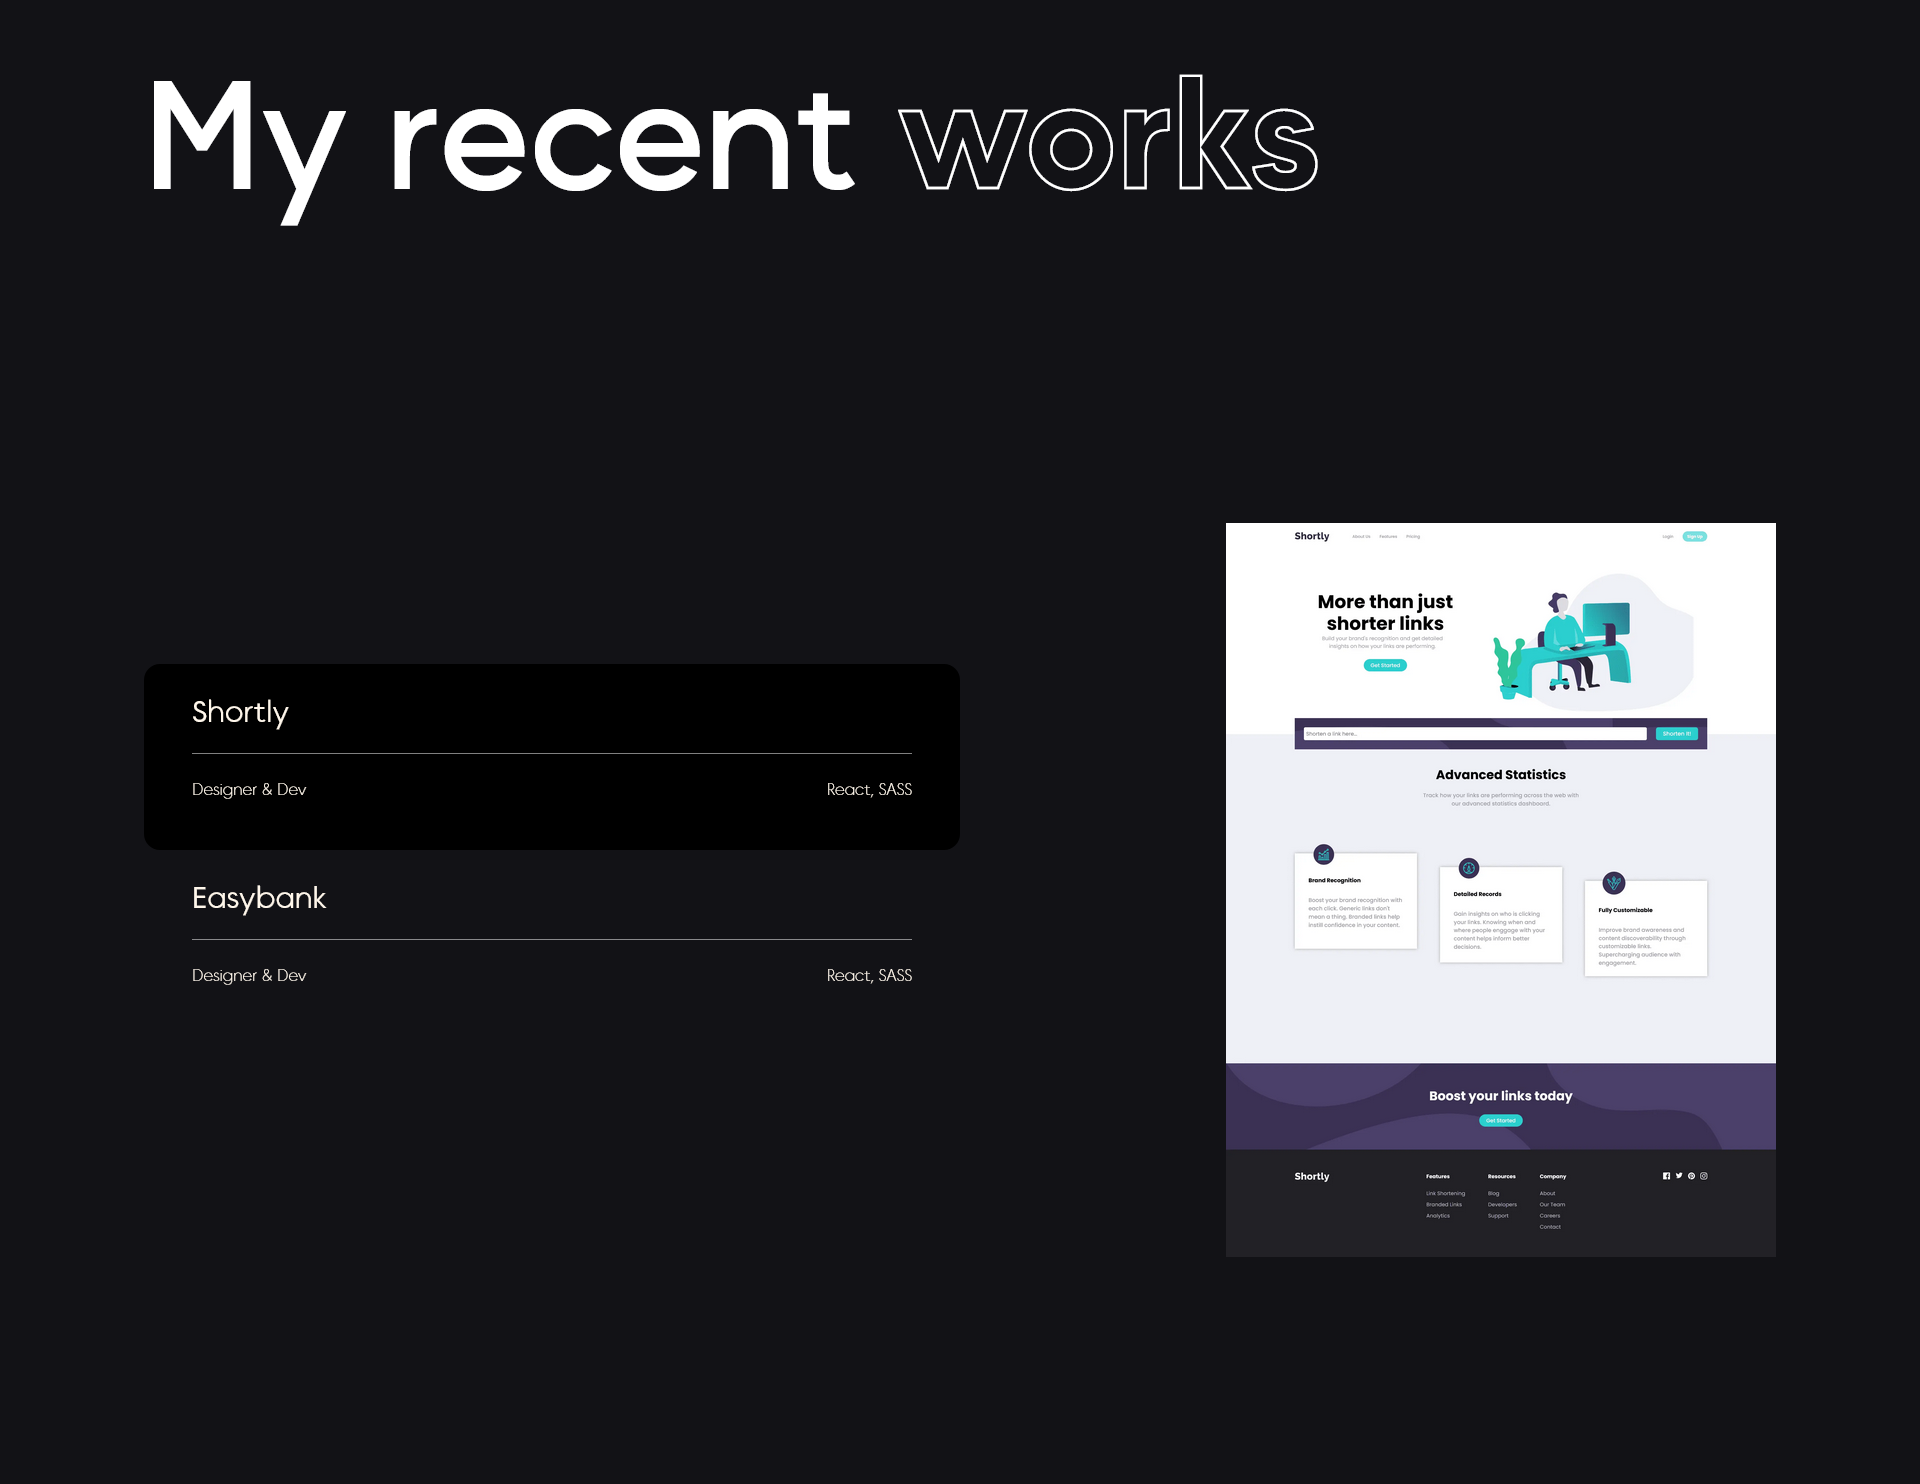 My recent works
Shortly
Designer & Dev
React, SASS
Easybank
Designer & Dev
React, SASS
Shortly
About Us
Features
Pricing
Login
Sign Up
More than just
shorter links
Build your brand's recognition and get detailed
insights on how your links are performing.
Get Started
Shorten a link here...
Shorten It!
Advanced Statistics
Track how your links are performing across the web with
our advanced statistics dashboard.
Brand Recognition
Boost your brand recognition with
each click. Generic links don't
mean a thing. Branded links help
instill confidence in your content.
Detailed Records
Gain insights on who is clicking
your links. Knowing when and
where people enggage with your
content helps inform better
decisions.
Fully Customizable
Improve brand awareness and
content discoverability through
customizable links.
Supercharging audience with
engagement.
Boost your links today
Get Started
Shortly
Features
Link Shortening
Branded Links
Analytics
Resources
Blog
Developers
Support
Company
About
Our Team
Careers
Contact